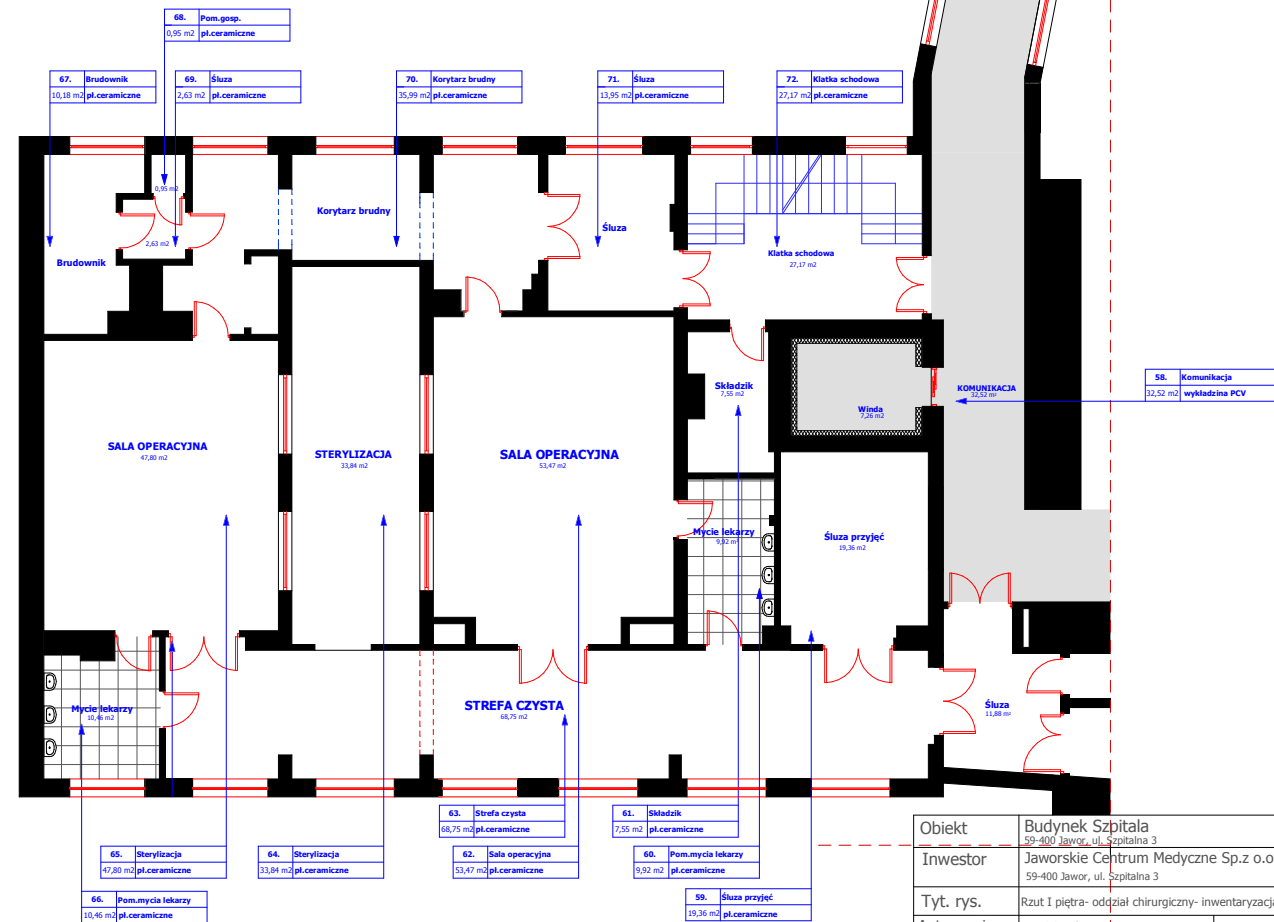 68. Pom.gosp.
0,95 m2 pł.ceramiczne
67. Brudownik
10,18 m2 pł.ceramiczne
69. Śluza
2,63 m2 pł.ceramiczne
70. Korytarz brudny
35,99 m2 pł.ceramiczne
71. Śluza
13,95 m2 pł.ceramiczne
72. Klatka schodowa
27,17 m2 pł.ceramiczne
0,95 m2
Korytarz brudny
2,63 m2
Brudownik
Śluza
Klatka schodowa
27,17 m2
58. Komunikacja
32,52 m2 wykładzina PCV
KOMUNIKACJA
32,52 m²
Składzik
7,55 m2
Winda
7,26 m2
SALA OPERACYJNA
47,80 m2
STERYLIZACJA
33,84 m2
SALA OPERACYJNA
53,47 m2
Mycie lekarzy
9,92 m²
Śluza przyjęć
19,36 m2
Mycie lekarzy
10,46 m2
STREFA CZYSTA
68,75 m2
Śluza
11,88 m²
63. Strefa czysta
68,75 m2 pł.ceramiczne
61. Składzik
7,55 m2 pł.ceramiczne
65. Sterylizacja
47,80 m2 pł.ceramiczne
64. Sterylizacja
33,84 m2 pł.ceramiczne
62. Sala operacyjna
53,47 m2 pł.ceramiczne
60. Pom.mycia lekarzy
9,92 m2 pł.ceramiczne
66. Pom.mycia lekarzy
10,46 m2 pł.ceramiczne
59. Śluza przyjęć
19,36 m2 pł.ceramiczne
Obiekt Budynek Szpitala
59-400 Jawor, ul. Szpitalna 3
Inwestor Jaworskie Centrum Medyczne Sp.z o.o
59-400 Jawor, ul. Szpitalna 3
Tyt. rys. Rzut I piętra- oddział chirurgiczny- inwentaryzacja